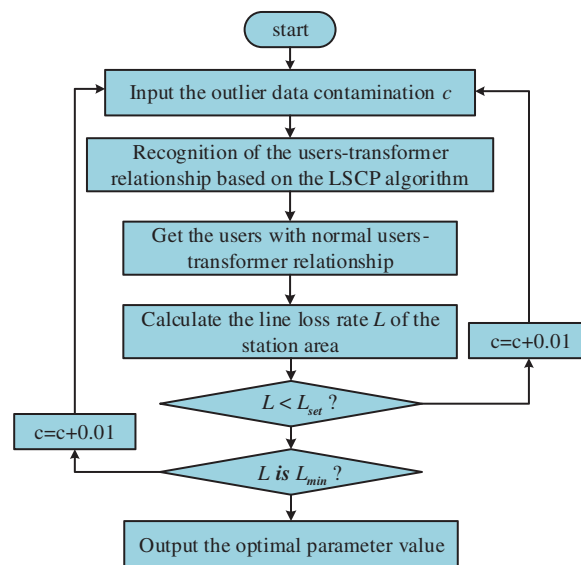 start
Input the outlier data contamination c
Recognition of the users-transformer
relationship based on the LSCP algorithm
Get the users with normal users-
transformer relationship
Calculate the line loss rate L of the
station area
c=c+0.01
L < Lset ?
c=c+0.01
L is Lmin ?
Output the optimal parameter value